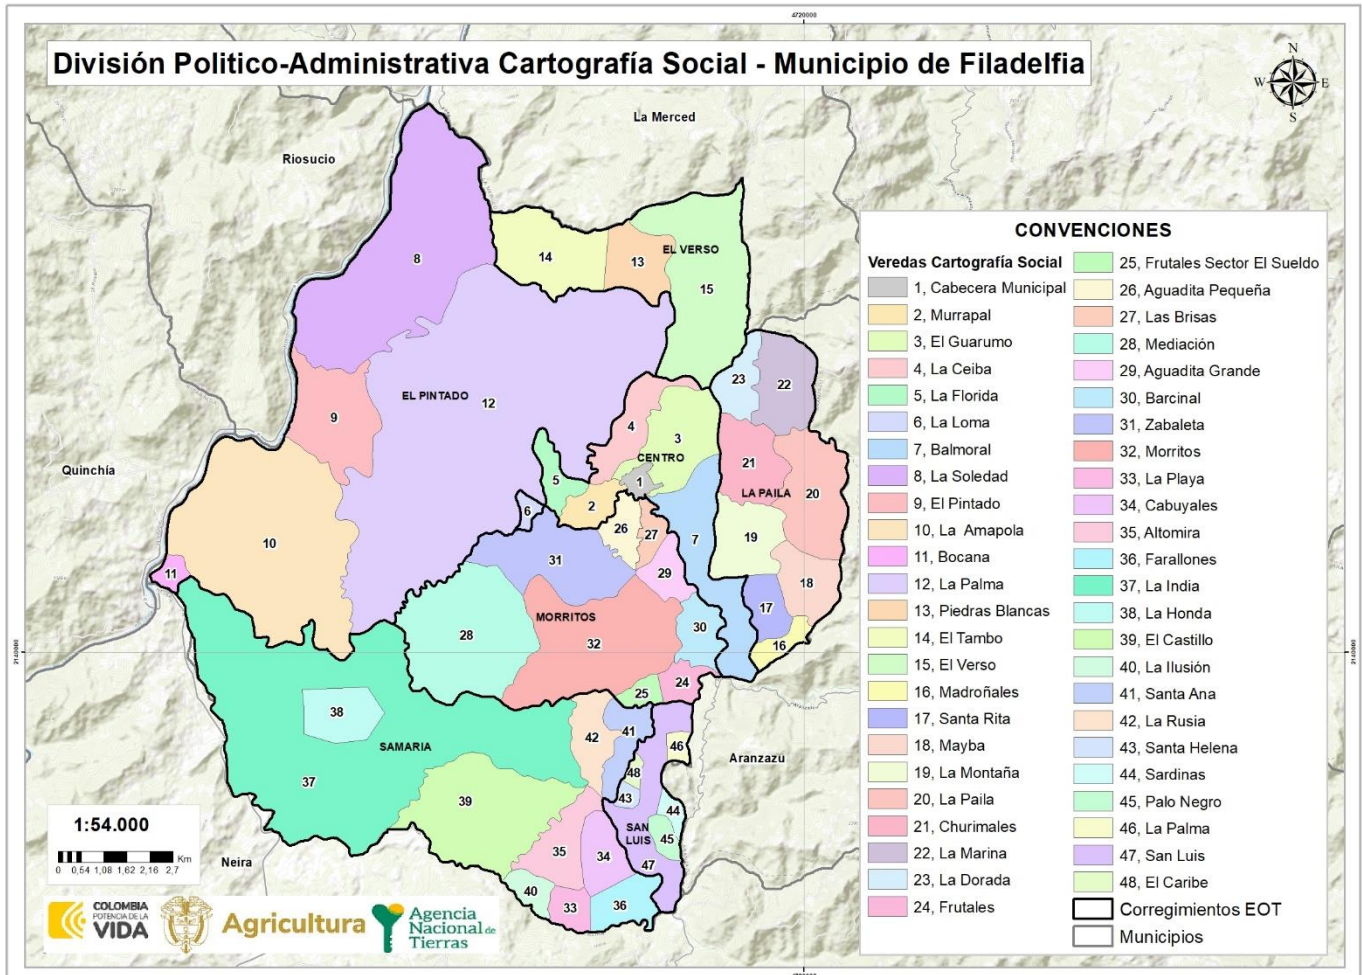 4720000
División Politico-Administrativa Cartografía Social - Municipio de Filadelfia
N
W E
S
La Merced
Riosucio
Quinchía
Aranzazu
Neira
EL VERSO
EL PINTADO
CENTRO
LA PAILA
MORRITOS
SAMARIA
SAN
LUIS
8
14
13
15
23
22
12
9
4
3
21
20
1
5
2
6
26
27
7
19
10
31
29
18
11
17
28
32
30
16
24
25
38
42
41
46
37
48
43
44
39
45
35
34
47
40
33
36
2140000
2140000
CONVENCIONES
Veredas Cartografía Social
1, Cabecera Municipal
2, Murrapal
3, El Guarumo
4, La Ceiba
5, La Florida
6, La Loma
7, Balmoral
8, La Soledad
9, El Pintado
10, La Amapola
11, Bocana
12, La Palma
13, Piedras Blancas
14, El Tambo
15, El Verso
16, Madroñales
17, Santa Rita
18, Mayba
19, La Montaña
20, La Paila
21, Churimales
22, La Marina
23, La Dorada
24, Frutales
25, Frutales Sector El Sueldo
26, Aguadita Pequeña
27, Las Brisas
28, Mediación
29, Aguadita Grande
30, Barcinal
31, Zabaleta
32, Morritos
33, La Playa
34, Cabuyales
35, Altomira
36, Farallones
37, La India
38, La Honda
39, El Castillo
40, La Ilusión
41, Santa Ana
42, La Rusia
43, Santa Helena
44, Sardinas
45, Palo Negro
46, La Palma
47, San Luis
48, El Caribe
Corregimientos EOT
Municipios
1:54.000
Km
0 0,54 1,08 1,62 2,16 2,7
COLOMBIA
POTENCIA DE LA
VIDA
Agricultura
Agencia
Nacional de
Tierras